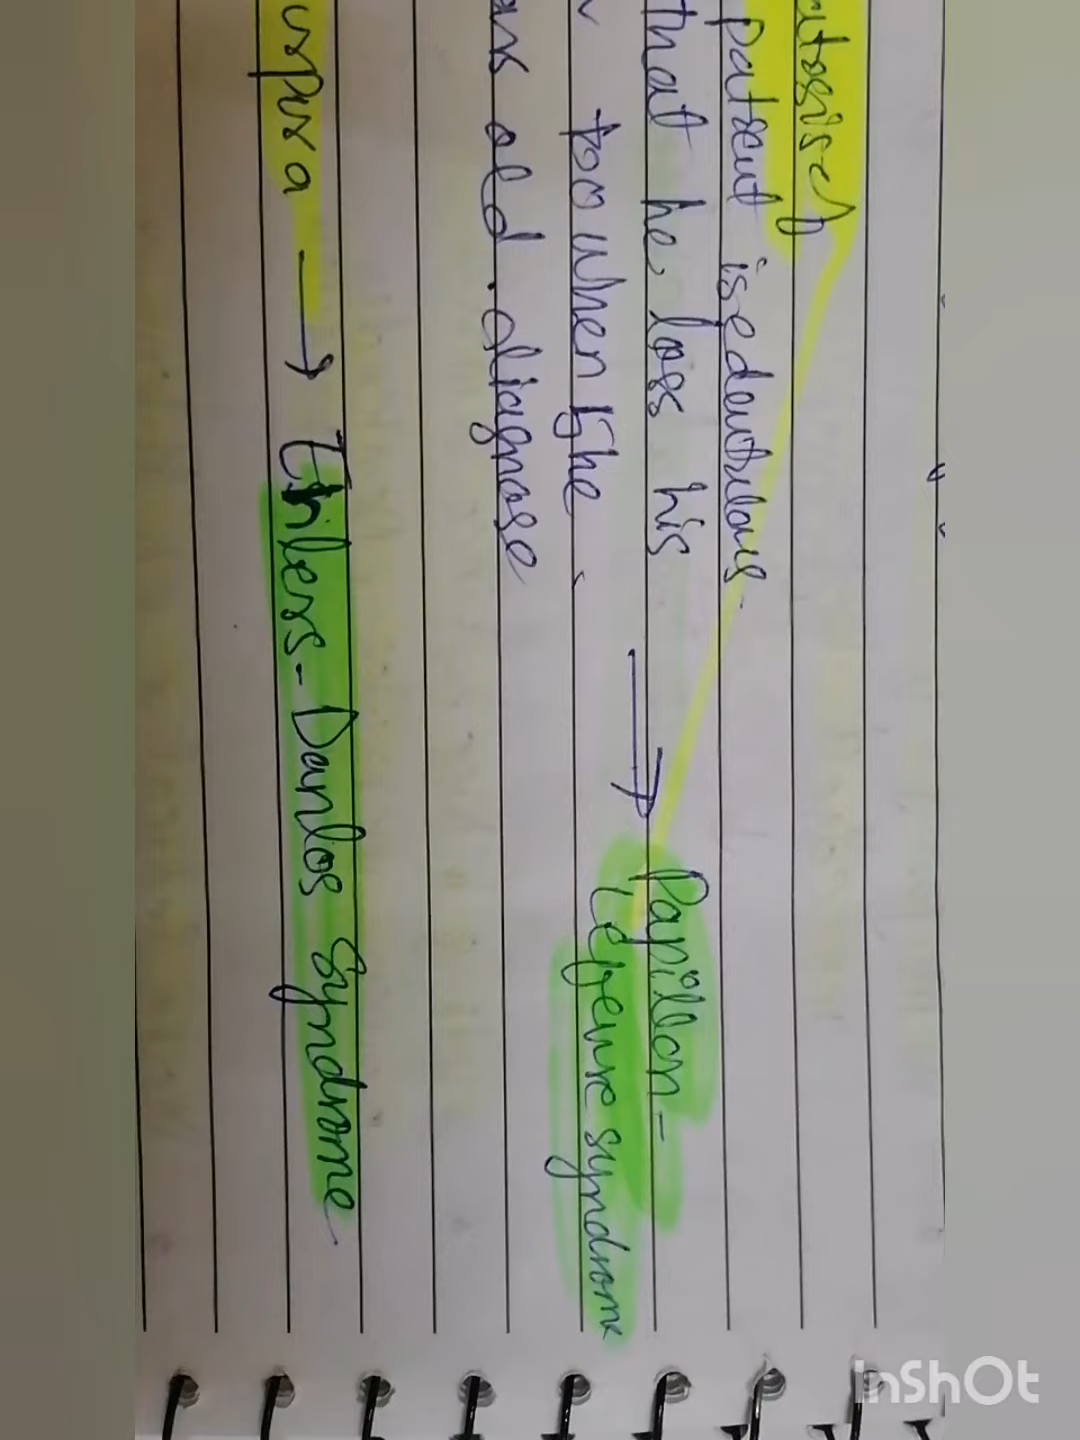 patient is edentulous.
that he loss his
→ Papillon-
too when the Lefevre syndrome
old. diagnose
→ Ehlers-Danlos Syndrome
InShOt